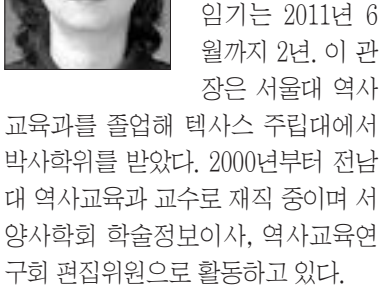 임기는 2011년 6
월까지 2년. 이 관
장은 서울대 역사
교육과를 졸업해 텍사스 주립대에서
박사학위를 받았다. 2000년부터 전남
대 역사교육과 교수로 재직 중이며 서
양사학회 학술정보이사, 역사교육연
구회 편집위원으로 활동하고 있다.